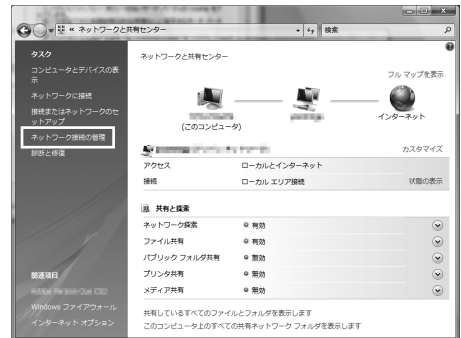 « ネットワークと共有センター
検索
タスク
コンピュータとデバイスの表
示
ネットワークに接続
接続またはネットワークのセ
ットアップ
ネットワーク接続の管理
診断と修復
関連項目
Windows ファイアウォール
インターネット オプション
ネットワークと共有センター
フル マップを表示
(このコンピュータ)
インターネット
カスタマイズ
アクセス ローカルとインターネット
接続 ローカル エリア接続 状態の表示
共有と探索
ネットワーク探索 有効
ファイル共有 有効
パブリック フォルダ共有 無効
プリンタ共有 無効
メディア共有 無効
共有しているすべてのファイルとフォルダを表示します
このコンピュータ上のすべての共有ネットワーク フォルダを表示します